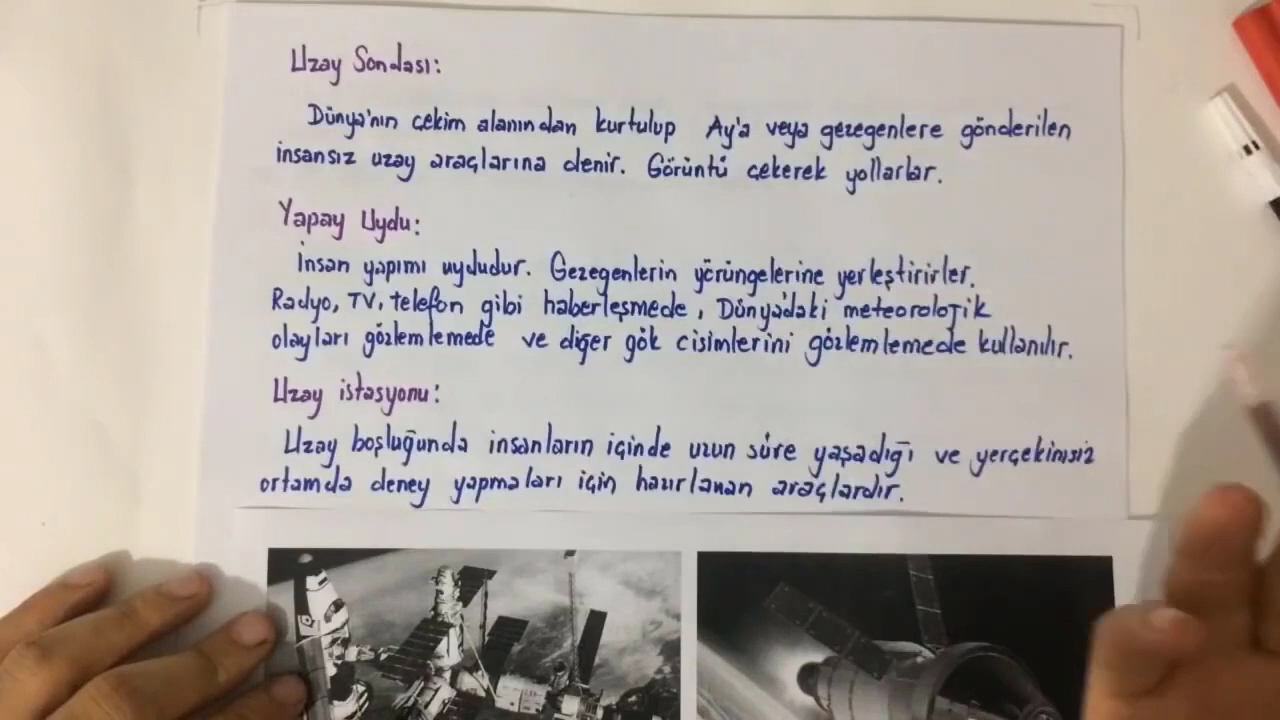 Uzay Sondası:
Dünya'nın çekim alanından kurtulup Ay'a veya gezegenlere gönderilen
insansız uzay araçlarına denir. Görüntü çekerek yollarlar.
Yapay Uydu:
İnsan yapımı uydudur. Gezegenlerin yörüngelerine yerleştirirler.
Radyo, TV, telefon gibi haberleşmede, Dünya'daki meteorolojik
olayları gözlemlemede ve diğer gök cisimlerini gözlemlemede kullanılır.
Uzay istasyonu:
Uzay boşluğunda insanların içinde uzun süre yaşadığı ve yerçekimsiz
ortamda deney yapmaları için hazırlanan araçlardır.